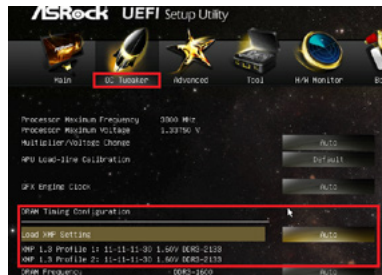 ASRock UEFI Setup Utility
Main
OC Tweaker
Advanced
Tool
H/W Monitor
Processor Maximum Frequency 3000 MHz
Processor Maximum Voltage 1.33750 V
Multiplier/Voltage Change Auto
APU Load-line Calibration Default
GFX Engine Clock Auto
DRAM Timing Configuration
Load XMP Setting Auto
XMP 1.3 Profile 1: 11-11-11-30 1.60V DDR3-2133
XMP 1.3 Profile 2: 11-11-11-30 1.60V DDR3-2133
DRAM Frequency DDR3-1600 Auto